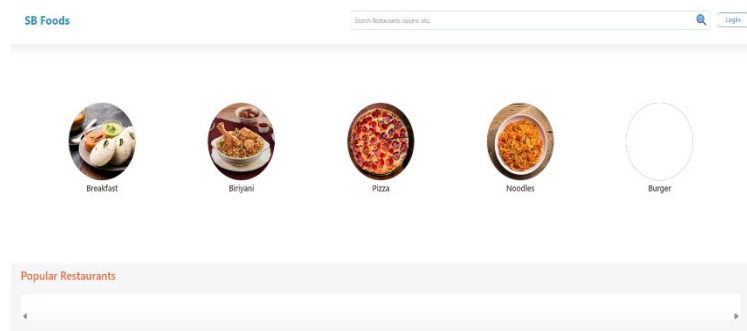 SB Foods
Search Restaurants cuisine, etc.
Login
Breakfast
Biriyani
Pizza
Noodles
Burger
Popular Restaurants